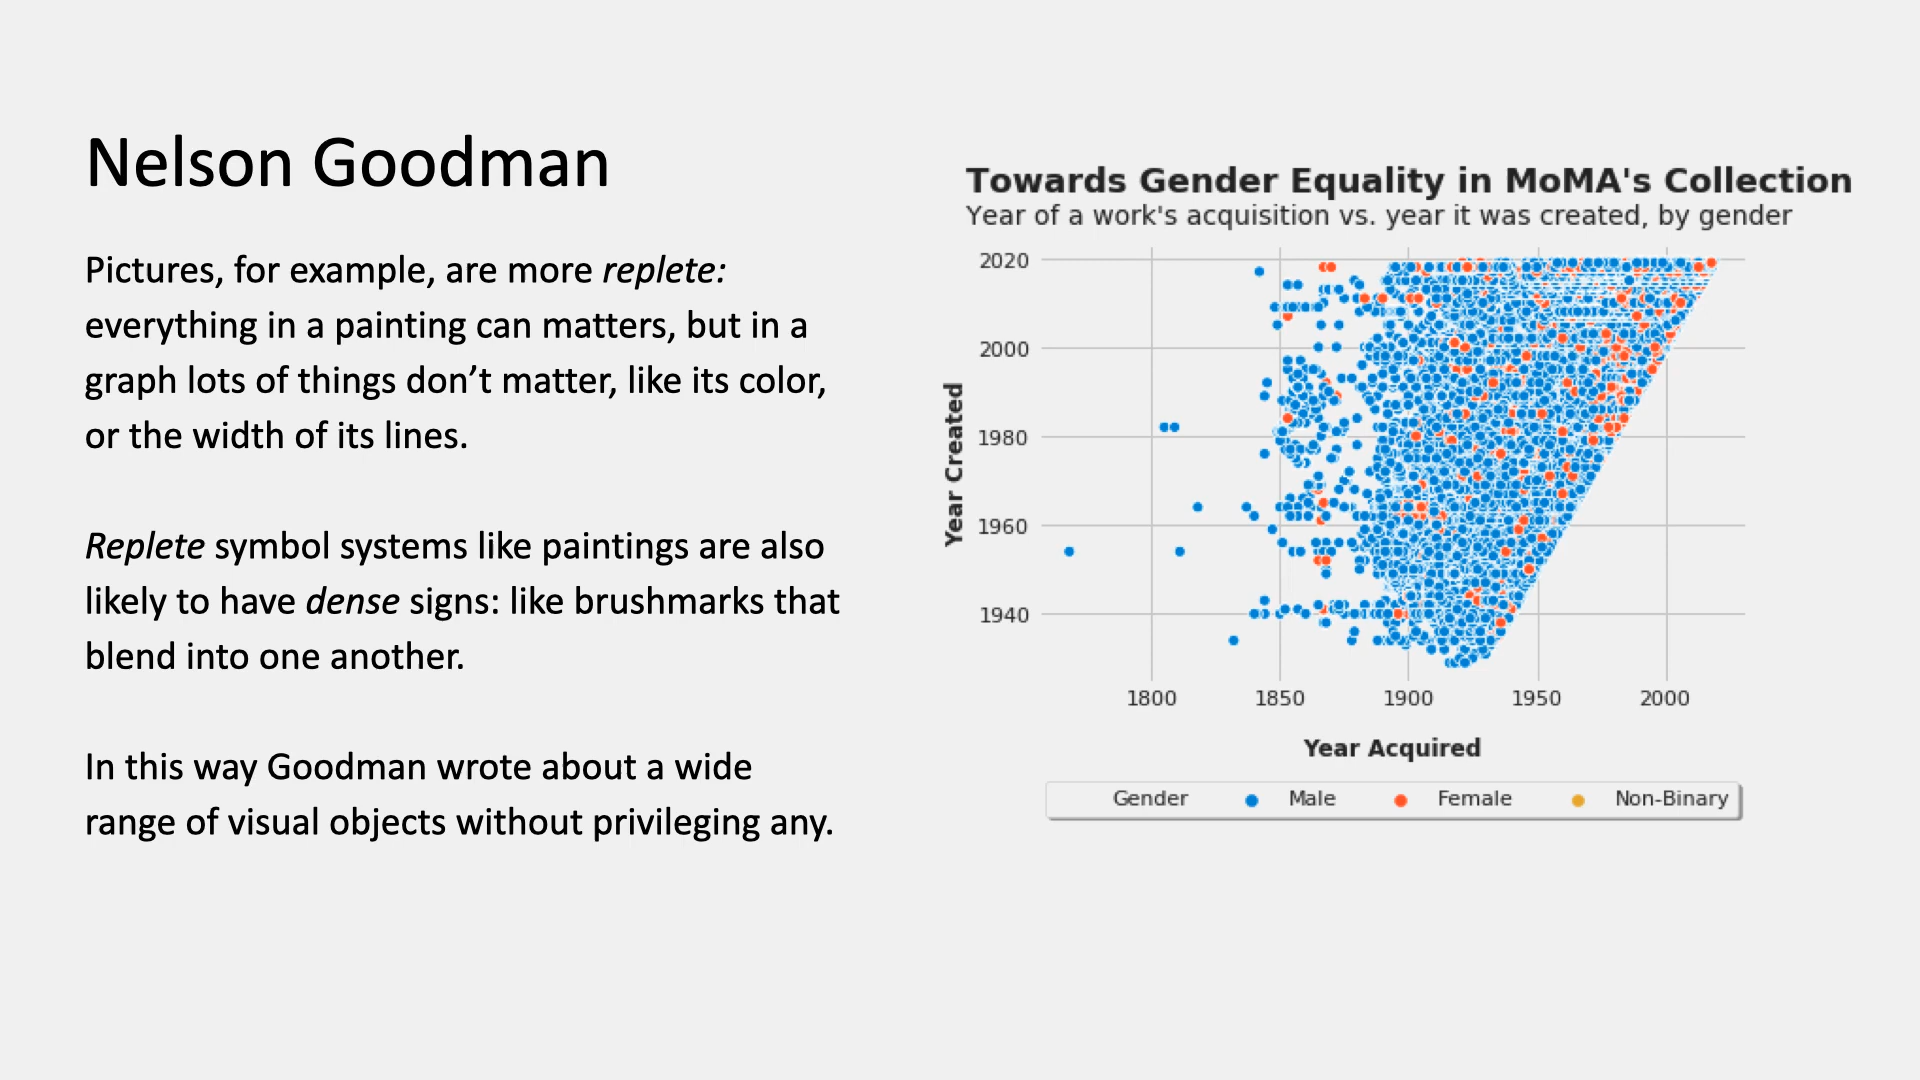 Nelson Goodman
Pictures, for example, are more replete:
everything in a painting can matters, but in a
graph lots of things don’t matter, like its color,
or the width of its lines.
Replete symbol systems like paintings are also
likely to have dense signs: like brushmarks that
blend into one another.
In this way Goodman wrote about a wide
range of visual objects without privileging any.
Towards Gender Equality in MoMA's Collection
Year of a work's acquisition vs. year it was created, by gender
Year Created
2020
2000
1980
1960
1940
1800 1850 1900 1950 2000
Year Acquired
Gender Male Female Non-Binary